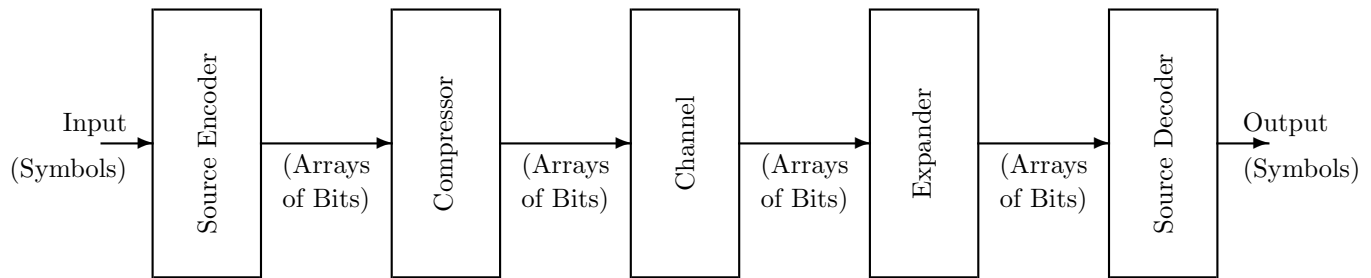 Input
(Symbols)
Source Encoder
(Arrays
of Bits)
Compressor
(Arrays
of Bits)
Channel
(Arrays
of Bits)
Expander
(Arrays
of Bits)
Source Decoder
Output
(Symbols)